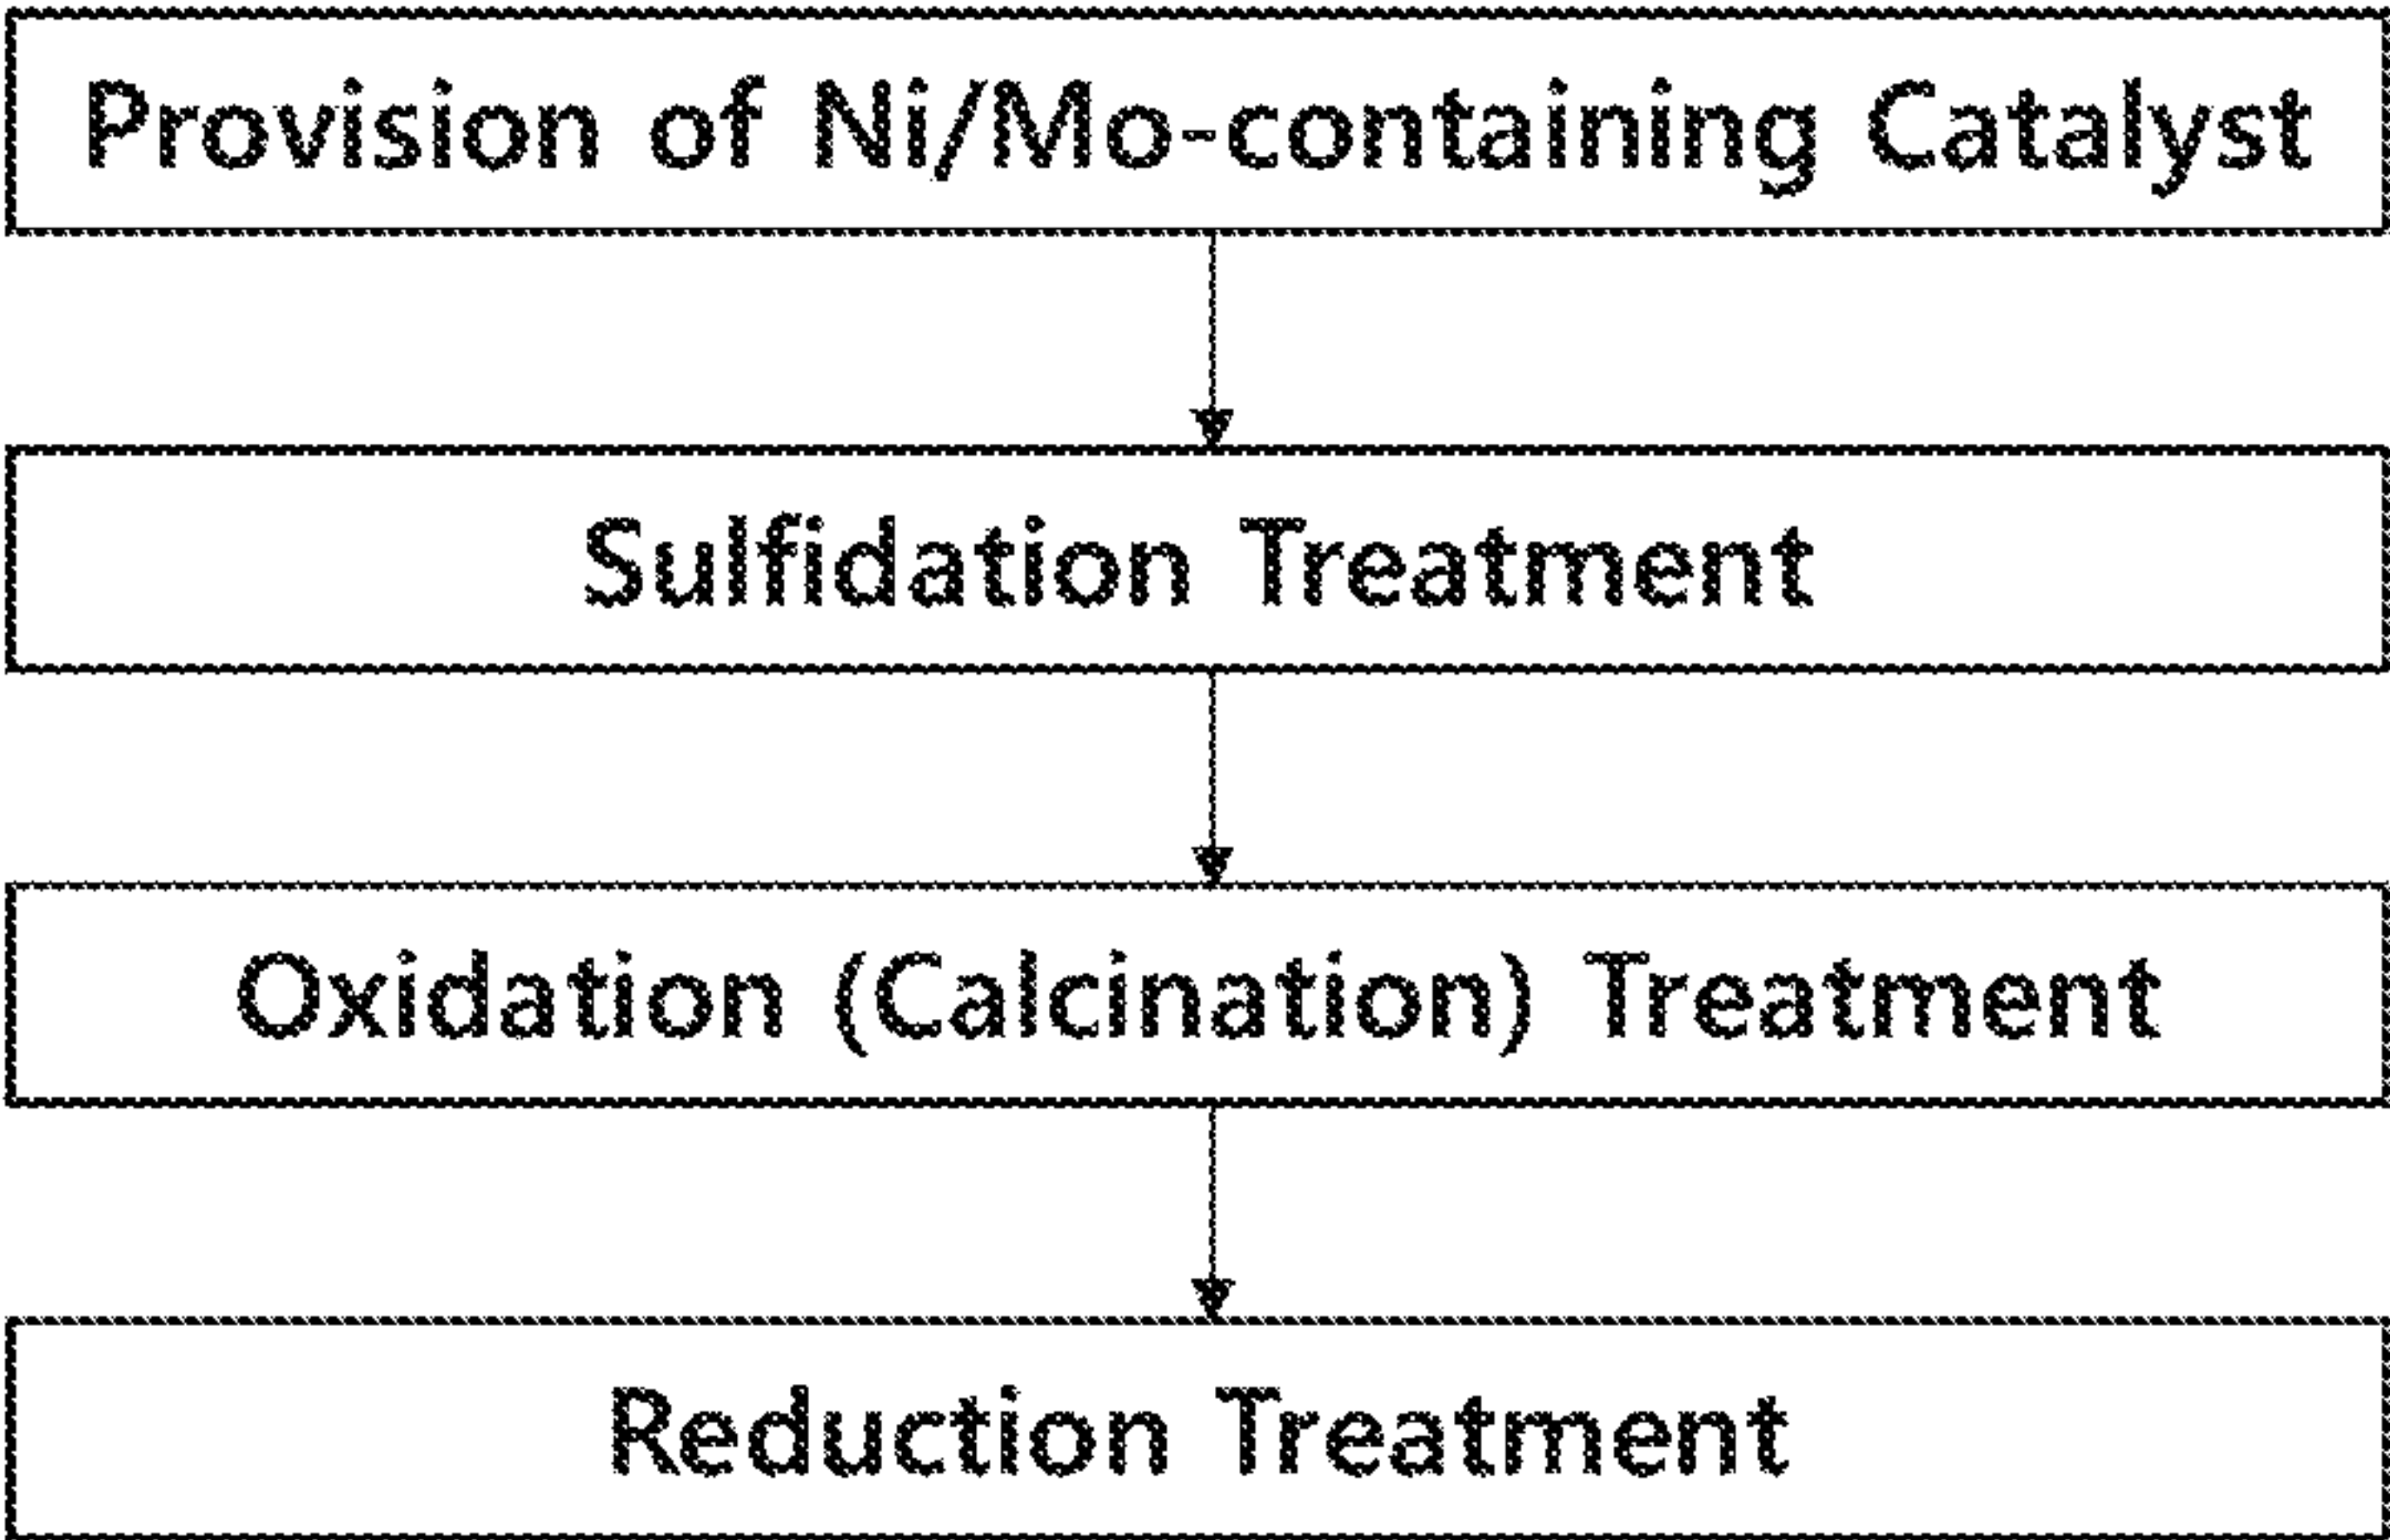 Provision of Ni/Mo-containing Catalyst
Sulfidation Treatment
Oxidation (Calcination) Treatment
Reduction Treatment